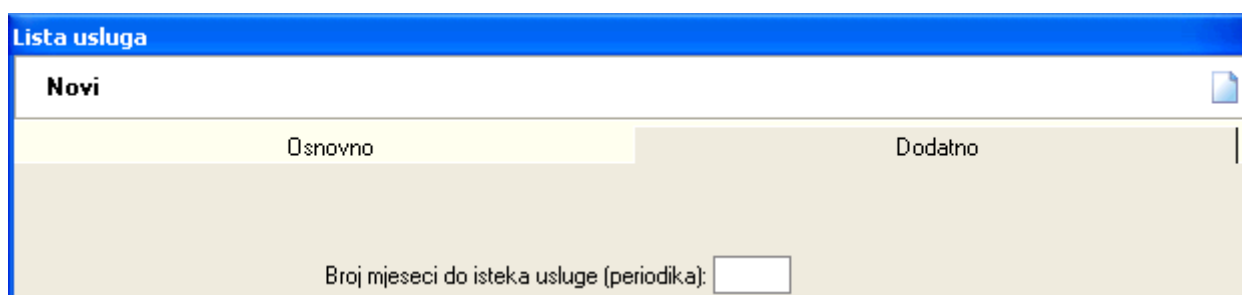 Lista usluga
Novi
Osnovno Dodatno
Broj mjeseci do isteka usluge (periodika):